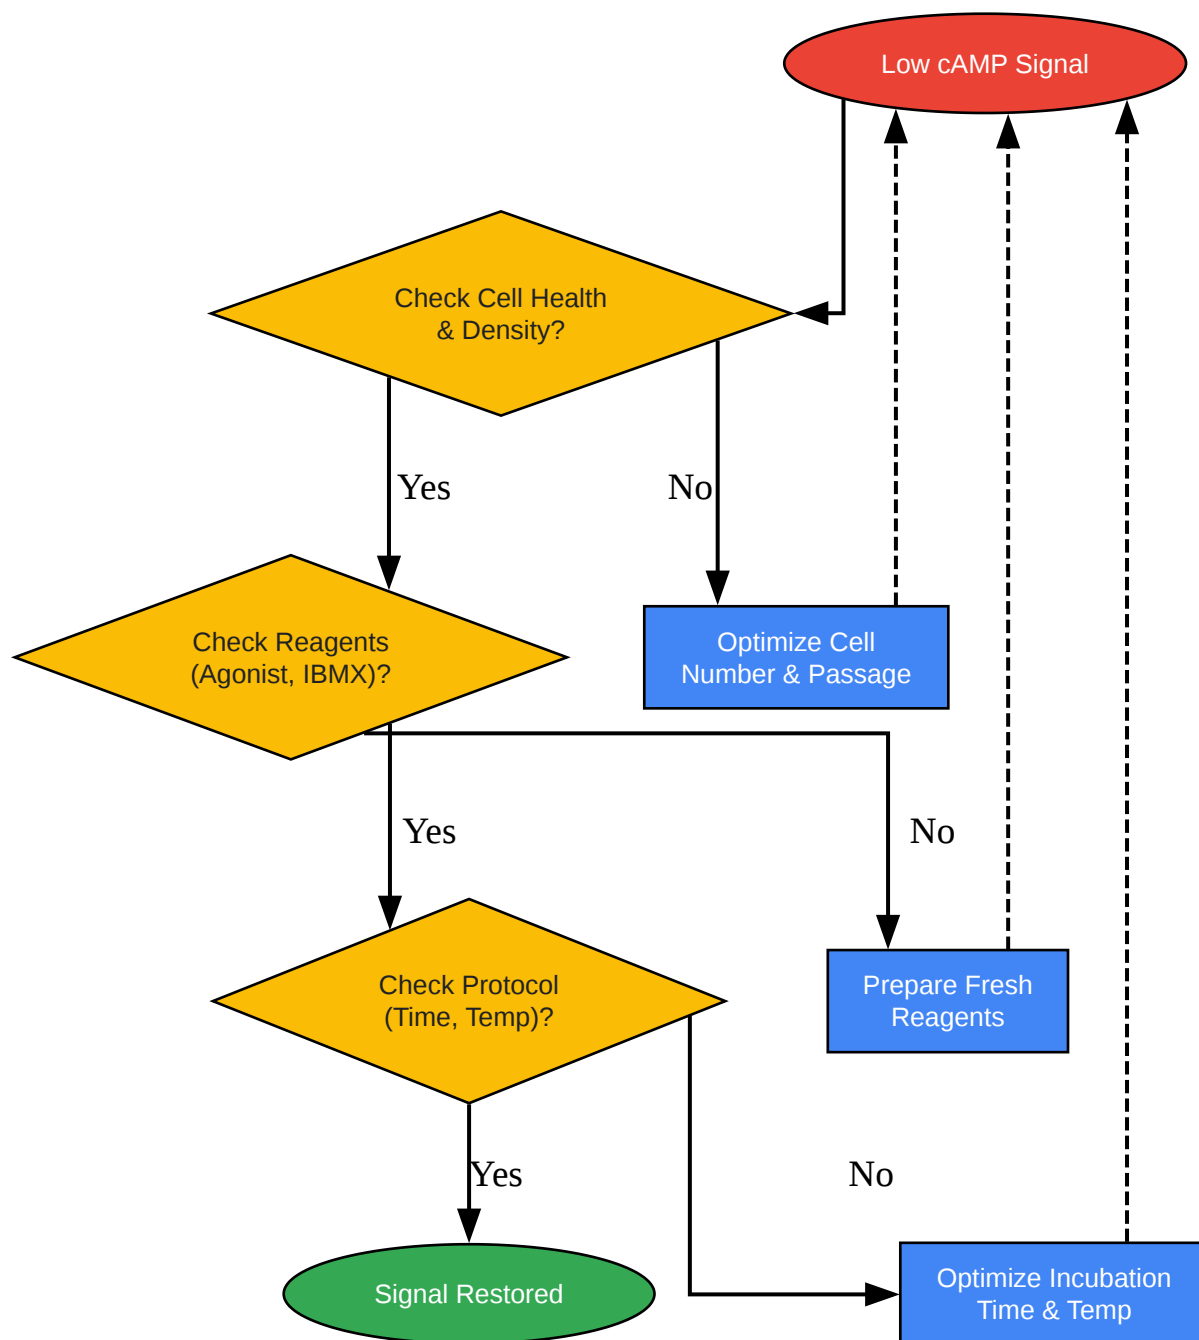 Low cAMP Signal
Check Cell Health
& Density?
Yes
No
Check Reagents
(Agonist, IBMX)?
Optimize Cell
Number & Passage
Yes
No
Check Protocol
(Time, Temp)?
Prepare Fresh
Reagents
Yes
No
Signal Restored
Optimize Incubation
Time & Temp